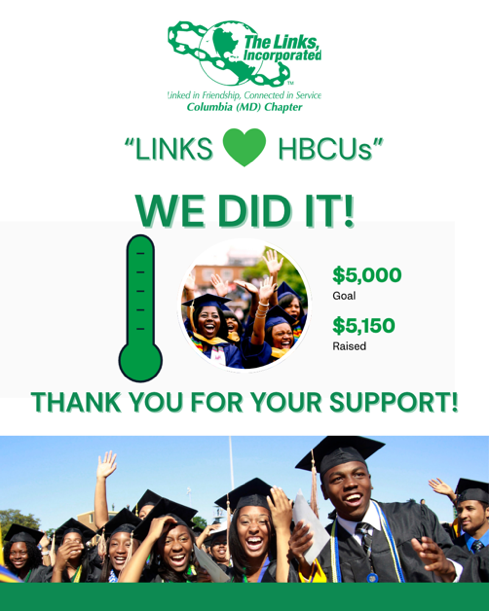 The Links,
Incorporated
TM
Linked in Friendship, Connected in Service
Columbia (MD) Chapter
“LINKS HBCUs”
WE DID IT!
$5,000
Goal
$5,150
Raised
THANK YOU FOR YOUR SUPPORT!